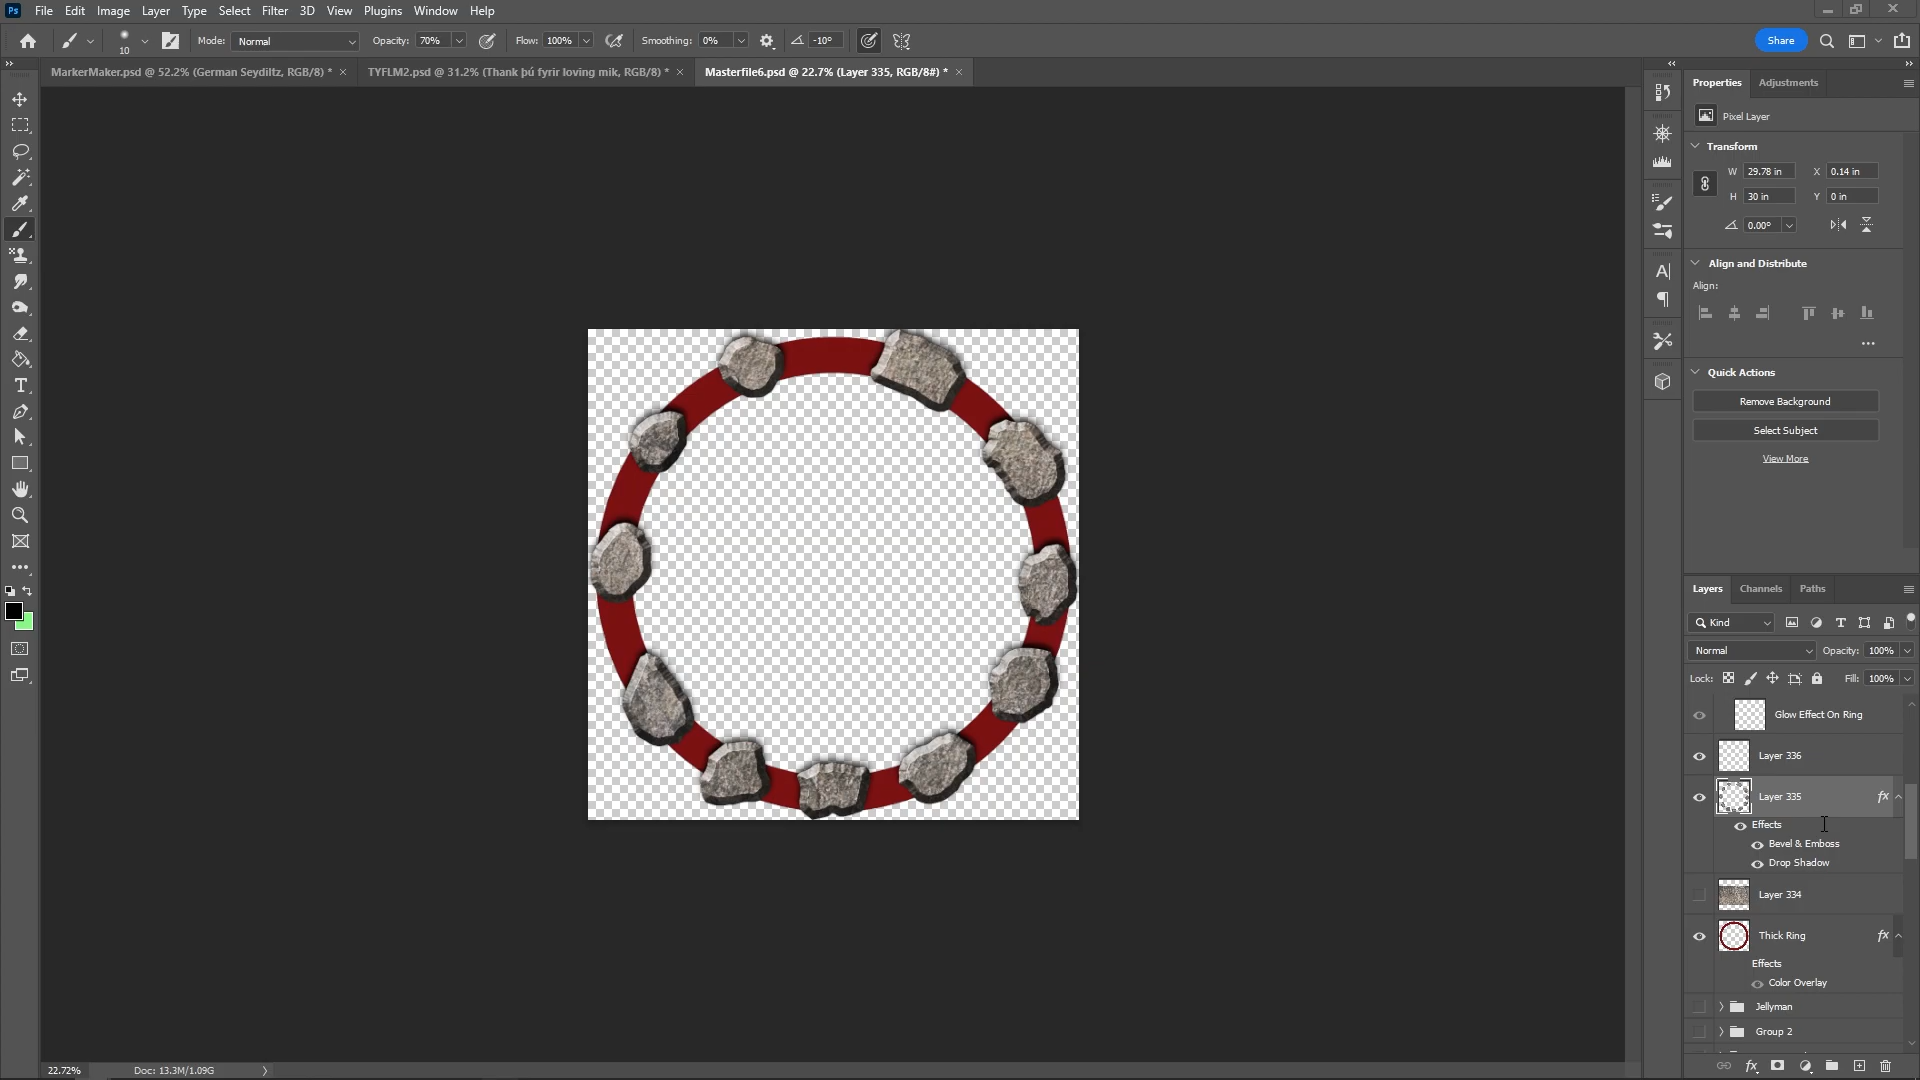 Ps File Edit Image Layer Type Select Filter 3D View Plugins Window Help
10 Mode: Normal Opacity: 70% Flow: 100% Smoothing: 0% -10° Share
MarkerMaker.psd @ 52.2% (German Seydiltz, RGB/8) * × TYFLM2.psd @ 31.2% (Thank þú fyrir loving mik, RGB/8) * × Masterfile6.psd @ 22.7% (Layer 335, RGB/8#) * ×
Properties Adjustments
Pixel Layer
Transform
W 29.78 in X 0.14 in
H 30 in Y 0 in
0.00°
Align and Distribute
Align:
Quick Actions
Remove Background
Select Subject
View More
Layers Channels Paths
Kind
Normal Opacity: 100%
Lock: Fill: 100%
Glow Effect On Ring
Layer 336
Layer 335 fx
Effects
Bevel & Emboss
Drop Shadow
Layer 334
Thick Ring fx
Effects
Color Overlay
Jellyman
Group 2
22.72% Doc: 13.3M/1.09G